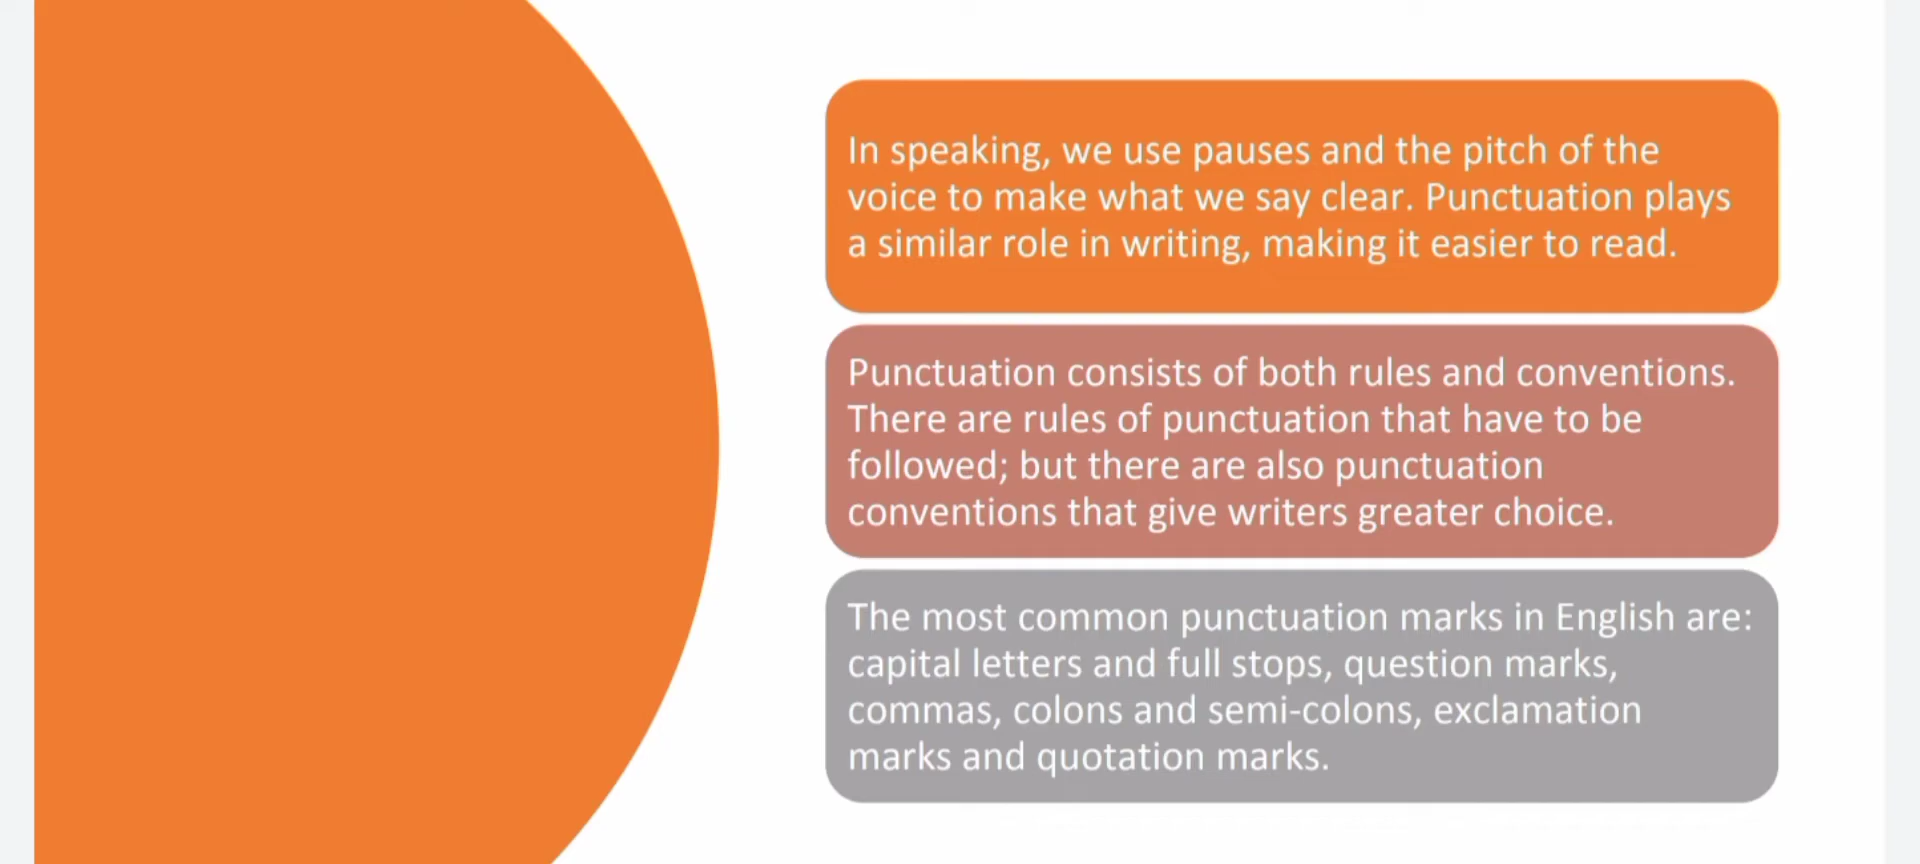 In speaking, we use pauses and the pitch of the
voice to make what we say clear. Punctuation plays
a similar role in writing, making it easier to read.
Punctuation consists of both rules and conventions.
There are rules of punctuation that have to be
followed; but there are also punctuation
conventions that give writers greater choice.
The most common punctuation marks in English are:
capital letters and full stops, question marks,
commas, colons and semi-colons, exclamation
marks and quotation marks.